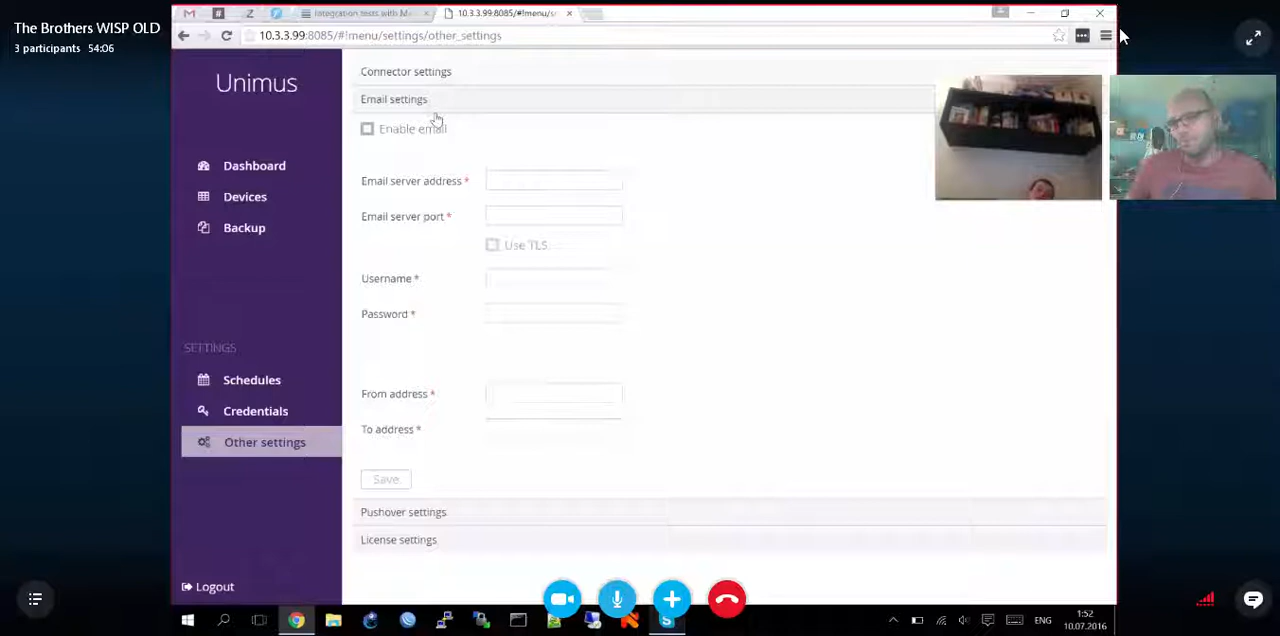 The Brothers WISP OLD
3 participants 54:06
Integration tests with M
10.3.3.99:8085/#!menu/s
10.3.3.99:8085/#!menu/settings/other_settings
Unimus
Dashboard
Devices
Backup
SETTINGS
Schedules
Credentials
Other settings
Logout
Connector settings
Email settings
Enable email
Email server address *
Email server port *
Use TLS
Username *
Password *
From address *
To address *
Save
Pushover settings
License settings
ENG
1:52
10.07.2016